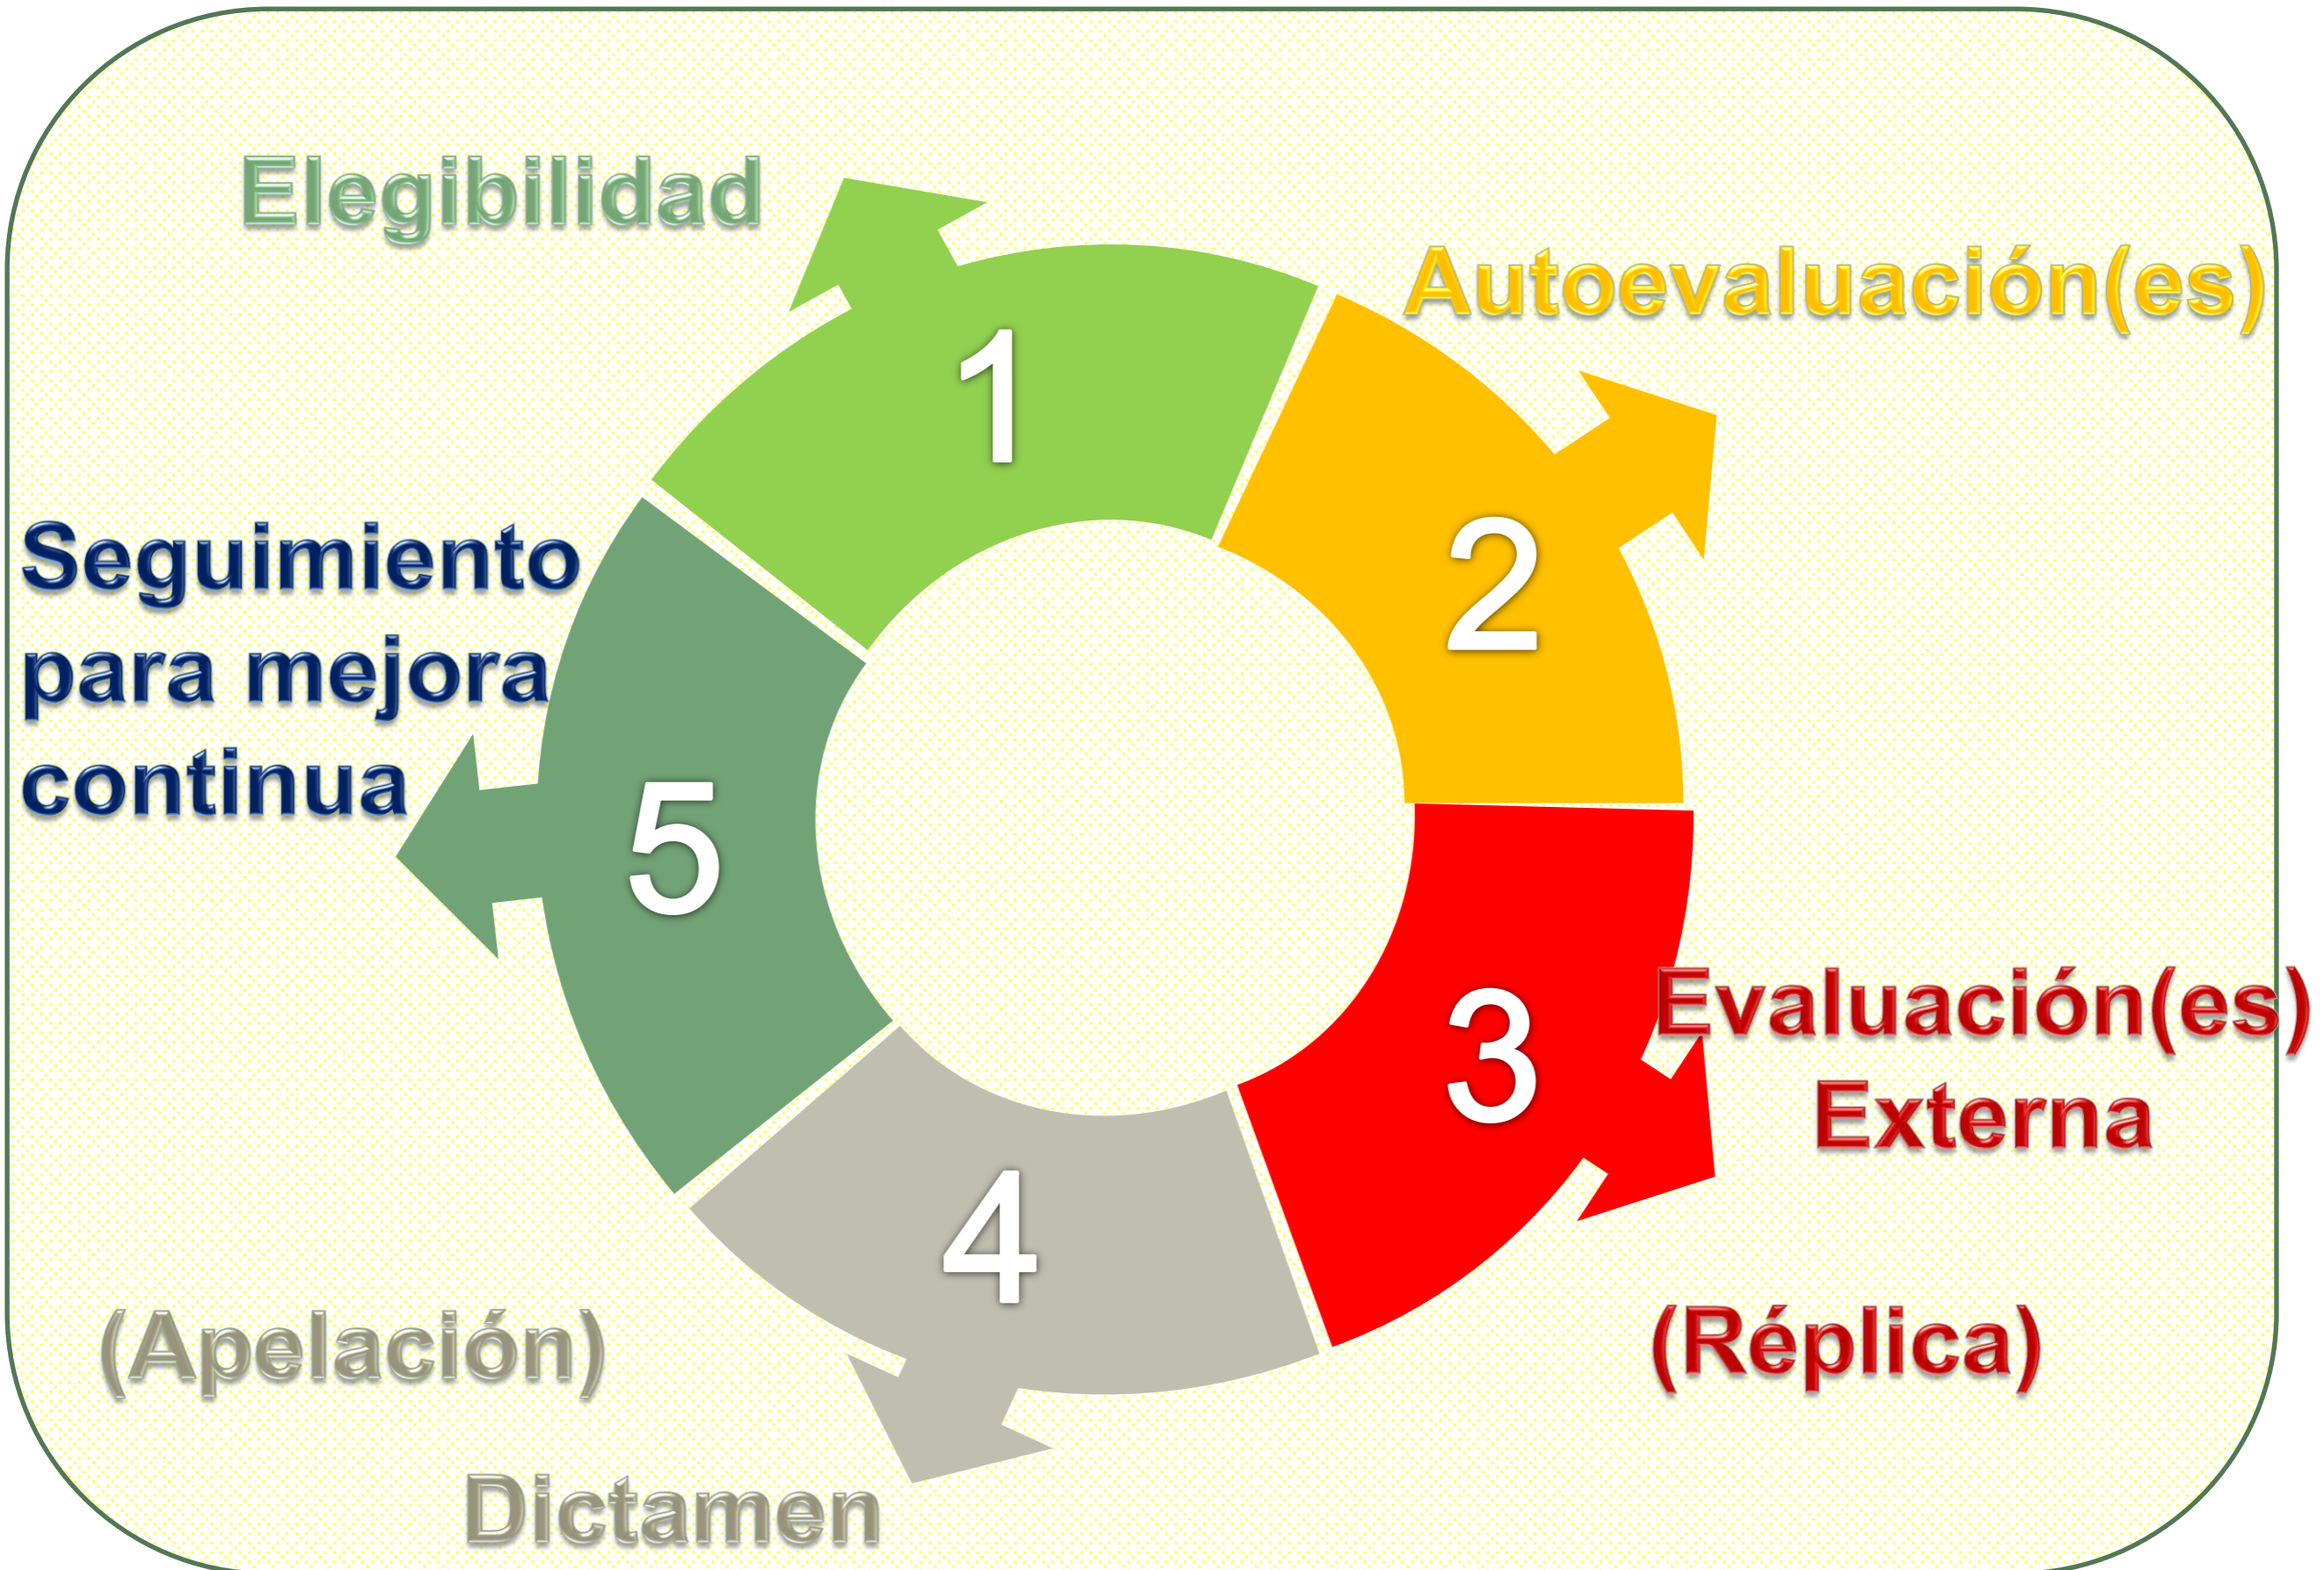 Elegibilidad
1
Autoevaluación(es)
2
Evaluación(es)
Externa
3
(Réplica)
4
(Apelación)
Dictamen
5
Seguimiento
para mejora
continua